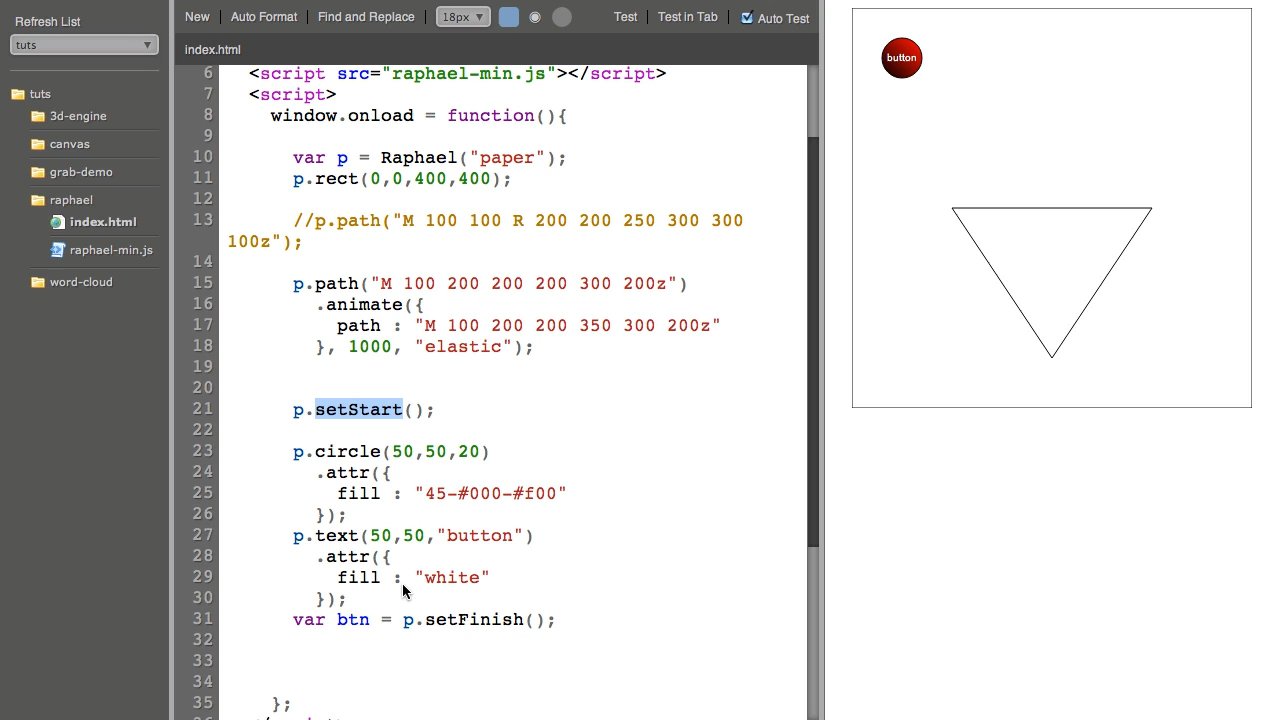 Refresh List
tuts
tuts
3d-engine
canvas
grab-demo
raphael
index.html
raphael-min.js
word-cloud
New Auto Format Find and Replace 18px Test Test in Tab Auto Test
index.html
6 <script src="raphael-min.js"></script>
7 <script>
8 window.onload = function(){
9
10 var p = Raphael("paper");
11 p.rect(0,0,400,400);
12
13 //p.path("M 100 100 R 200 200 250 300 300
100z");
14
15 p.path("M 100 200 200 200 300 200z")
16 .animate({
17 path : "M 100 200 200 350 300 200z"
18 }, 1000, "elastic");
19
20
21 p.setStart();
22
23 p.circle(50,50,20)
24 .attr({
25 fill : "45-#000-#f00"
26 });
27 p.text(50,50,"button")
28 .attr({
29 fill : "white"
30 });
31 var btn = p.setFinish();
32
33
34
35 };
button